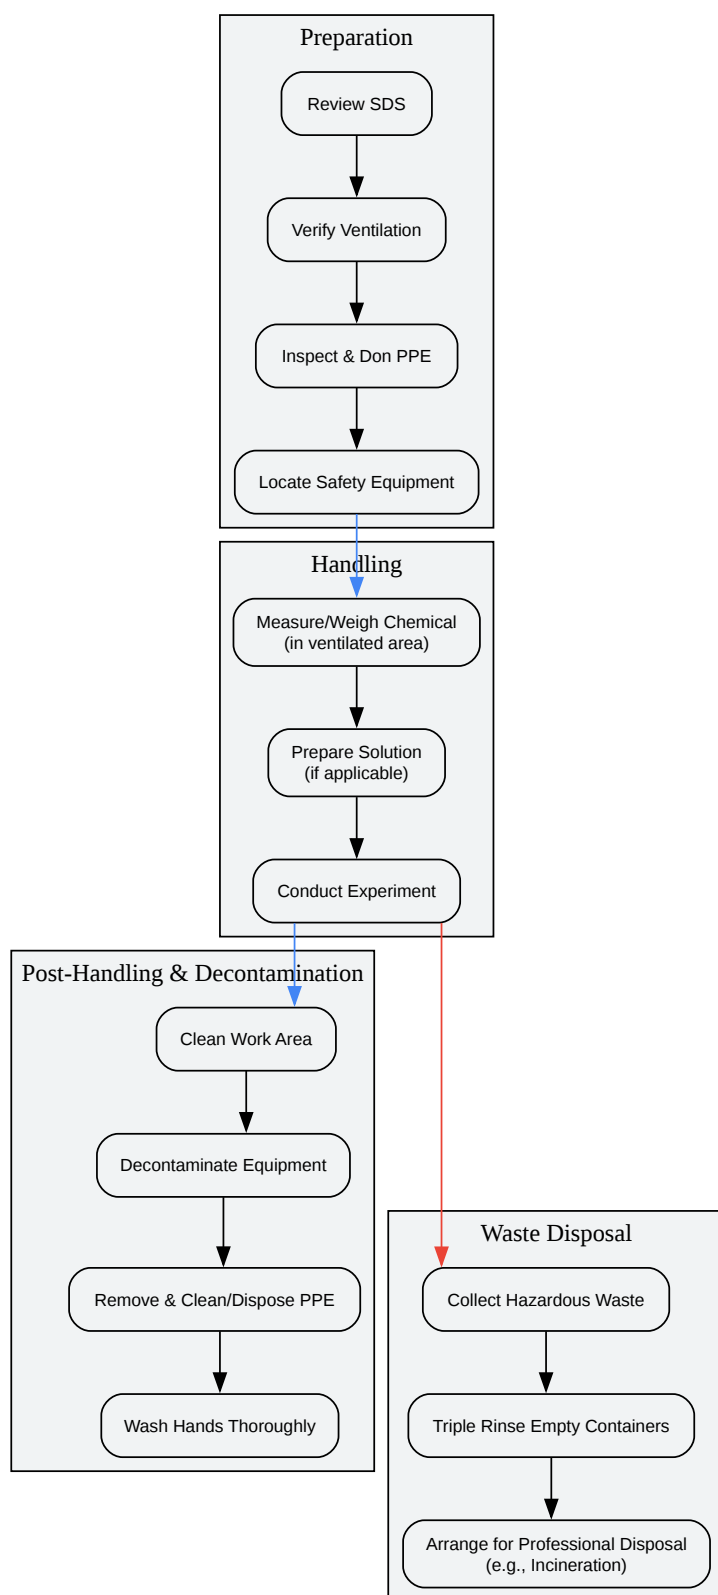 Preparation
Review SDS
Verify Ventilation
Inspect & Don PPE
Locate Safety Equipment
Handling
Measure/Weigh Chemical
(in ventilated area)
Prepare Solution
(if applicable)
Conduct Experiment
Post-Handling & Decontamination
Clean Work Area
Decontaminate Equipment
Remove & Clean/Dispose PPE
Wash Hands Thoroughly
Waste Disposal
Collect Hazardous Waste
Triple Rinse Empty Containers
Arrange for Professional Disposal
(e.g., Incineration)